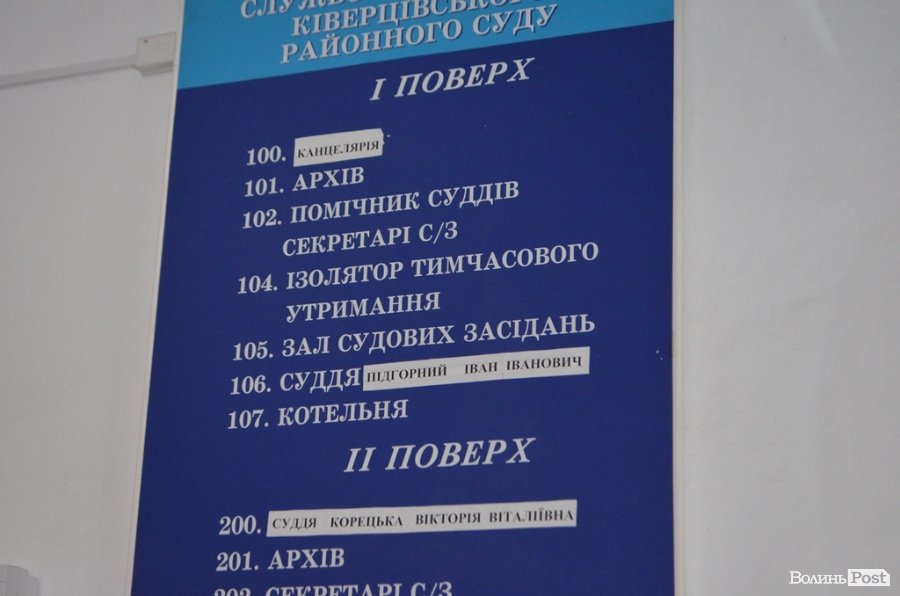 КІВЕРЦІВСЬКОГО
РАЙОННОГО СУДУ
I ПОВЕРХ
100. КАНЦЕЛЯРІЯ
101. АРХІВ
102. ПОМІЧНИК СУДДІВ
СЕКРЕТАРІ С/З
104. ІЗОЛЯТОР ТИМЧАСОВОГО
УТРИМАННЯ
105. ЗАЛ СУДОВИХ ЗАСІДАНЬ
106. СУДДЯ ПІДГОРНИЙ ІВАН ІВАНОВИЧ
107. КОТЕЛЬНЯ
II ПОВЕРХ
200. СУДДЯ КОРЕЦЬКА ВІКТОРІЯ ВІТАЛІЇВНА
201. АРХІВ
202. СЕКРЕТАРІ С/З
Волинь Post